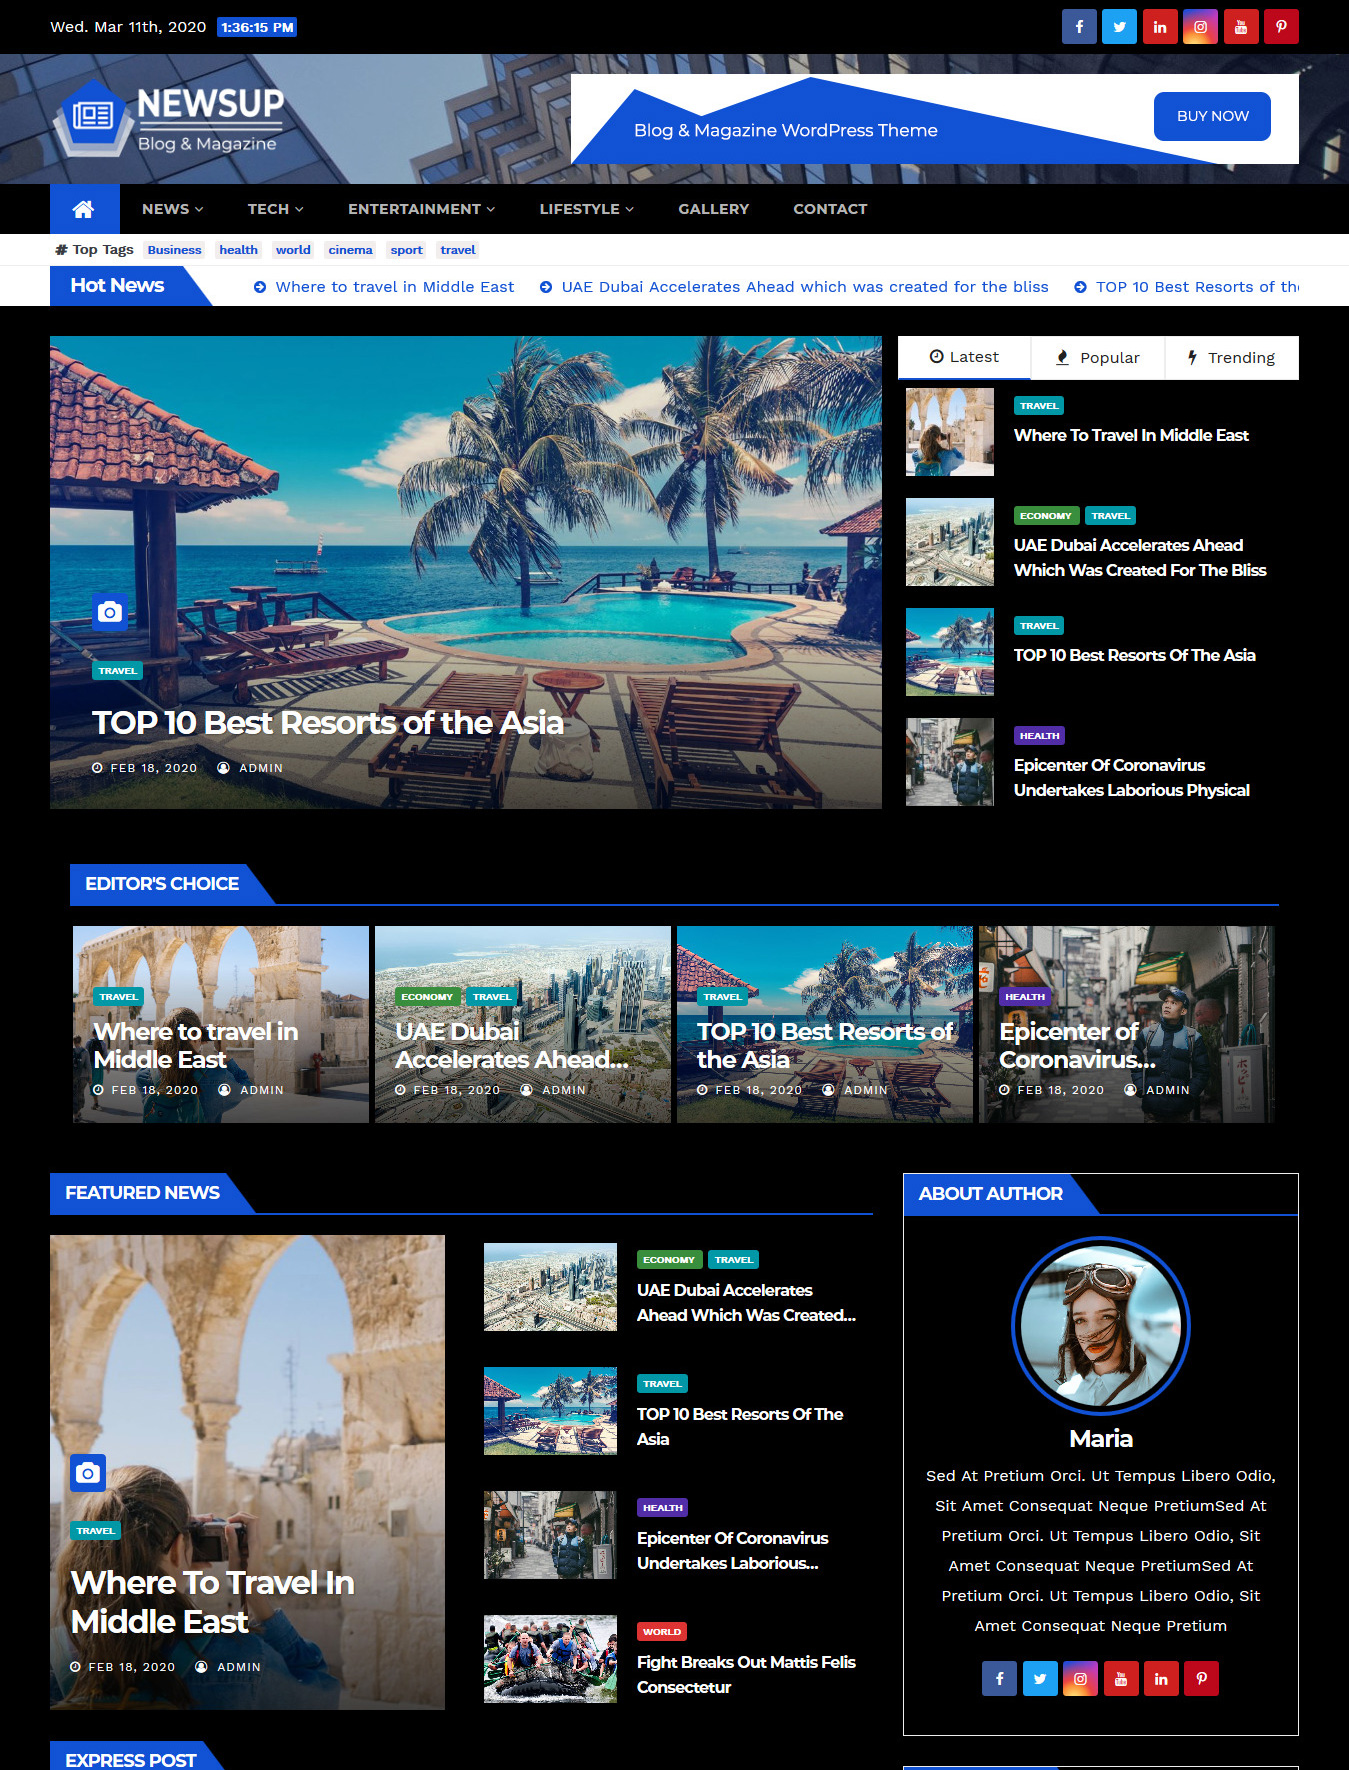 Wed. Mar 11th, 2020 1:36:15 PM
NEWSUP
Blog & Magazine
Blog & Magazine WordPress Theme
BUY NOW
NEWS TECH ENTERTAINMENT LIFESTYLE GALLERY CONTACT
# Top Tags Business health world cinema sport travel
Hot News Where to travel in Middle East UAE Dubai Accelerates Ahead which was created for the bliss TOP 10 Best Resorts of the
TRAVEL
TOP 10 Best Resorts of the Asia
FEB 18, 2020 ADMIN
Latest Popular Trending
TRAVEL
Where To Travel In Middle East
ECONOMY TRAVEL
UAE Dubai Accelerates Ahead
Which Was Created For The Bliss
TRAVEL
TOP 10 Best Resorts Of The Asia
HEALTH
Epicenter Of Coronavirus
Undertakes Laborious Physical
EDITOR'S CHOICE
TRAVEL
Where to travel in
Middle East
FEB 18, 2020 ADMIN
ECONOMY TRAVEL
UAE Dubai
Accelerates Ahead...
FEB 18, 2020 ADMIN
TRAVEL
TOP 10 Best Resorts of
the Asia
FEB 18, 2020 ADMIN
HEALTH
Epicenter of
Coronavirus...
FEB 18, 2020 ADMIN
FEATURED NEWS
TRAVEL
Where To Travel In
Middle East
FEB 18, 2020 ADMIN
ECONOMY TRAVEL
UAE Dubai Accelerates
Ahead Which Was Created...
TRAVEL
TOP 10 Best Resorts Of The
Asia
HEALTH
Epicenter Of Coronavirus
Undertakes Laborious...
WORLD
Fight Breaks Out Mattis Felis
Consectetur
ABOUT AUTHOR
Maria
Sed At Pretium Orci. Ut Tempus Libero Odio,
Sit Amet Consequat Neque PretiumSed At
Pretium Orci. Ut Tempus Libero Odio, Sit
Amet Consequat Neque PretiumSed At
Pretium Orci. Ut Tempus Libero Odio, Sit
Amet Consequat Neque Pretium
EXPRESS POST